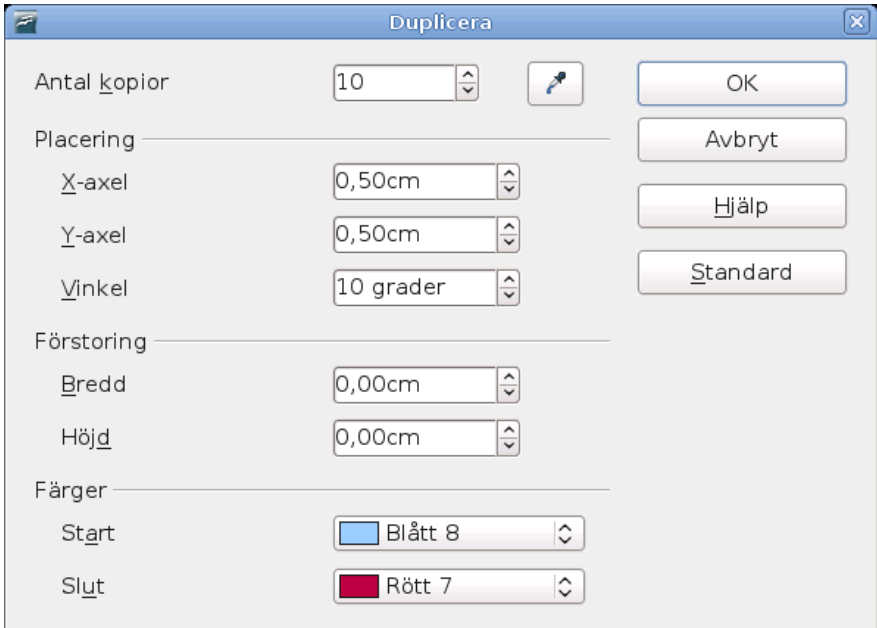 Duplicera
Antal kopior 10 OK
Placering Avbryt
X-axel 0,50cm
Hjälp
Y-axel 0,50cm
Vinkel 10 grader Standard
Förstoring
Bredd 0,00cm
Höjd 0,00cm
Färger
Start Blått 8
Slut Rött 7